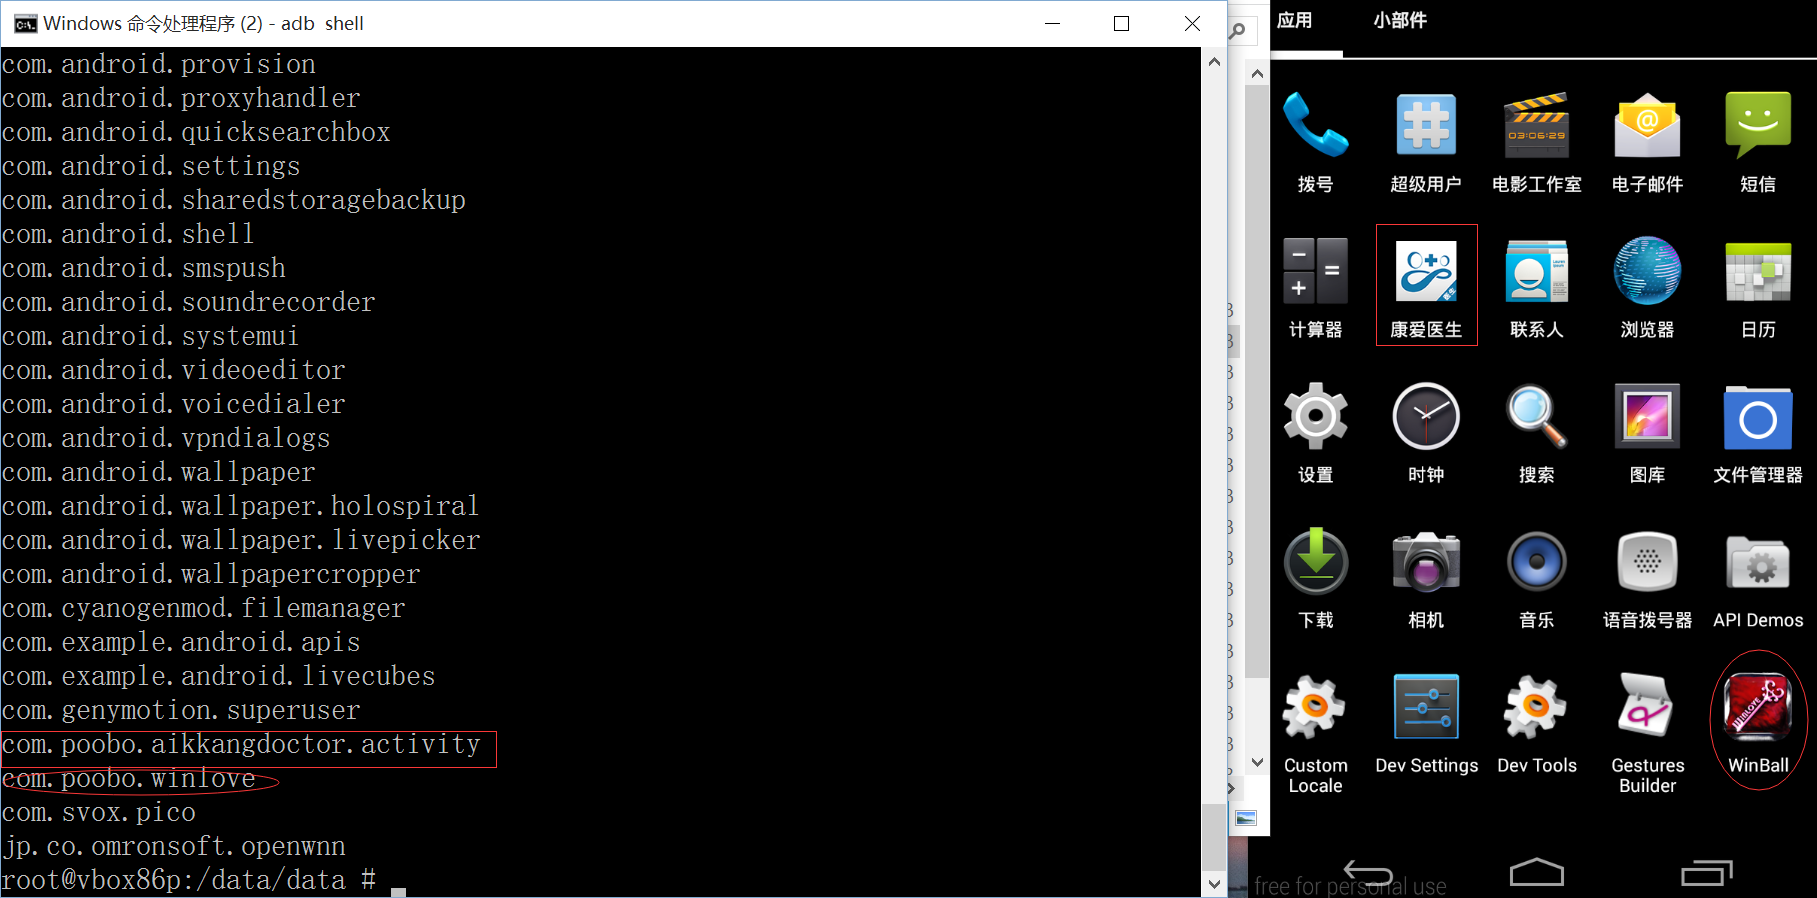 Windows 命令处理程序 (2) - adb shell
com.android.provision
com.android.proxyhandler
com.android.quicksearchbox
com.android.settings
com.android.sharedstoragebackup
com.android.shell
com.android.smspush
com.android.soundrecorder
com.android.systemui
com.android.videoeditor
com.android.voicedialer
com.android.vpndialogs
com.android.wallpaper
com.android.wallpaper.holospiral
com.android.wallpaper.livepicker
com.android.wallpapercropper
com.cyanogenmod.filemanager
com.example.android.apis
com.example.android.livecubes
com.genymotion.superuser
com.poobo.aikkangdoctor.activity
com.poobo.winlove
com.svox.pico
jp.co.omronsoft.openwnn
root@vbox86p:/data/data #
应用 小部件
03:06:29
拨号 超级用户 电影工作室 电子邮件 短信
医生
计算器 康爱医生 联系人 浏览器 日历
设置 时钟 搜索 图库 文件管理器
下载 相机 音乐 语音拨号器 API Demos
WINLOVE
Custom Locale Dev Settings Dev Tools Gestures Builder WinBall
free for personal use